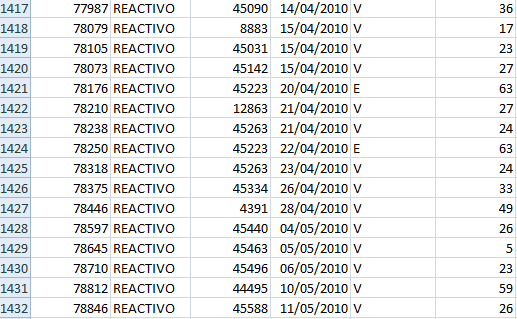 1417 77987 REACTIVO 45090 14/04/2010 V 36
1418 78079 REACTIVO 8883 15/04/2010 V 17
1419 78105 REACTIVO 45031 15/04/2010 V 23
1420 78073 REACTIVO 45142 15/04/2010 V 27
1421 78176 REACTIVO 45223 20/04/2010 E 63
1422 78210 REACTIVO 12863 21/04/2010 V 27
1423 78238 REACTIVO 45263 21/04/2010 V 24
1424 78250 REACTIVO 45223 22/04/2010 E 63
1425 78318 REACTIVO 45263 23/04/2010 V 24
1426 78375 REACTIVO 45334 26/04/2010 V 33
1427 78446 REACTIVO 4391 28/04/2010 V 49
1428 78597 REACTIVO 45440 04/05/2010 V 26
1429 78645 REACTIVO 45463 05/05/2010 V 5
1430 78710 REACTIVO 45496 06/05/2010 V 23
1431 78812 REACTIVO 44495 10/05/2010 V 59
1432 78846 REACTIVO 45588 11/05/2010 V 26